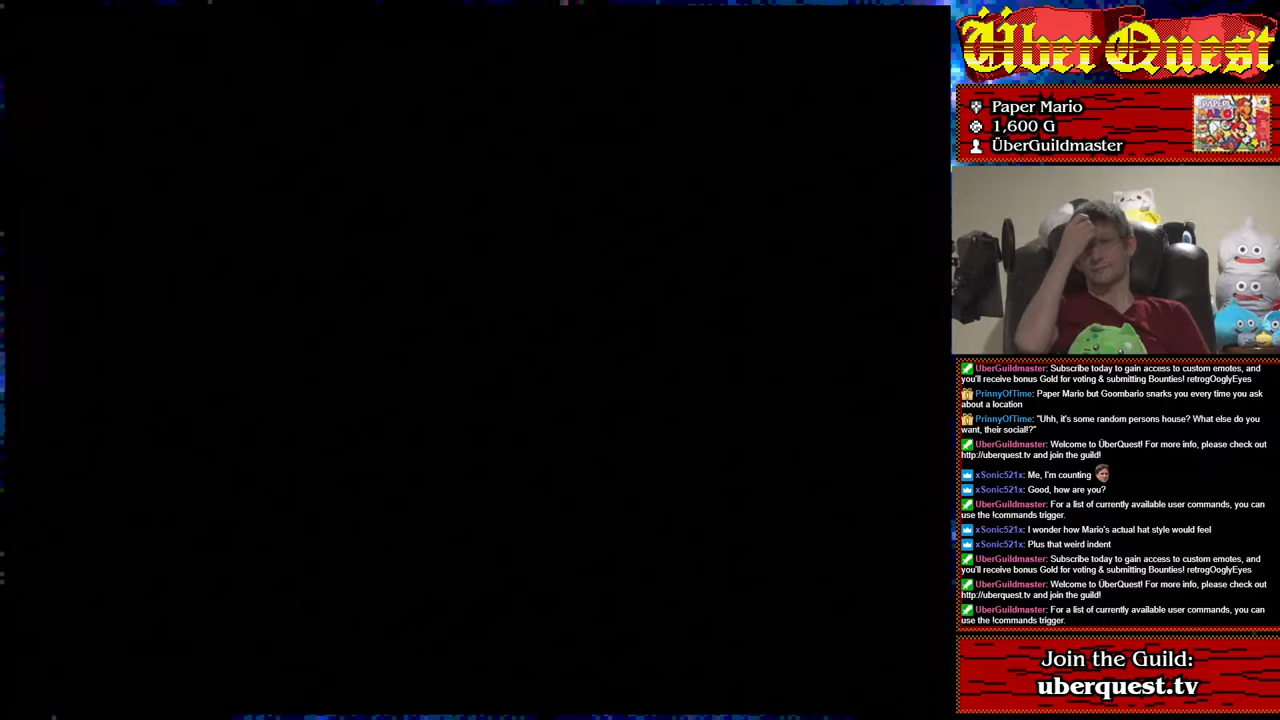 ÜberQuest
Paper Mario
1,600 G
ÜberGuildmaster
PAPER
MARIO
UberGuildmaster: Subscribe today to gain access to custom emotes, and
you'll receive bonus Gold for voting & submitting Bounties! retrogOoglyEyes
PrinnyOfTime: Paper Mario but Goombario snarks you every time you ask
about a location
PrinnyOfTime: "Uhh, it's some random persons house? What else do you
want, their social!?"
UberGuildmaster: Welcome to ÜberQuest! For more info, please check out
http://uberquest.tv and join the guild!
xSonic521x: Me, I'm counting
xSonic521x: Good, how are you?
UberGuildmaster: For a list of currently available user commands, you can
use the !commands trigger.
xSonic521x: I wonder how Mario's actual hat style would feel
xSonic521x: Plus that weird indent
UberGuildmaster: Subscribe today to gain access to custom emotes, and
you'll receive bonus Gold for voting & submitting Bounties! retrogOoglyEyes
UberGuildmaster: Welcome to ÜberQuest! For more info, please check out
http://uberquest.tv and join the guild!
UberGuildmaster: For a list of currently available user commands, you can
use the !commands trigger.
Join the Guild:
uberquest.tv